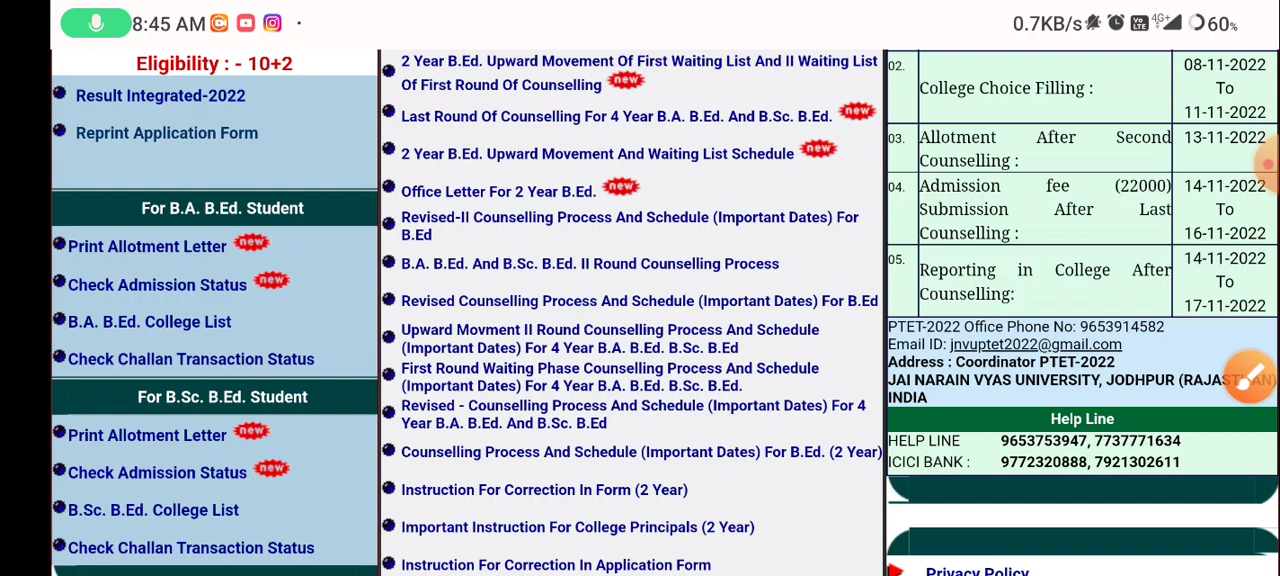 8:45 AM
0.7KB/s Vo LTE 4G+ 60%
Eligibility : - 10+2
Result Integrated-2022
Reprint Application Form
For B.A. B.Ed. Student
Print Allotment Letter new
Check Admission Status new
B.A. B.Ed. College List
Check Challan Transaction Status
For B.Sc. B.Ed. Student
Print Allotment Letter new
Check Admission Status new
B.Sc. B.Ed. College List
Check Challan Transaction Status
2 Year B.Ed. Upward Movement Of First Waiting List And II Waiting List
Of First Round Of Counselling new
Last Round Of Counselling For 4 Year B.A. B.Ed. And B.Sc. B.Ed. new
2 Year B.Ed. Upward Movement And Waiting List Schedule new
Office Letter For 2 Year B.Ed. new
Revised-II Counselling Process And Schedule (Important Dates) For
B.Ed
B.A. B.Ed. And B.Sc. B.Ed. II Round Counselling Process
Revised Counselling Process And Schedule (Important Dates) For B.Ed
Upward Movment II Round Counselling Process And Schedule
(Important Dates) For 4 Year B.A. B.Ed. B.Sc. B.Ed
First Round Waiting Phase Counselling Process And Schedule
(Important Dates) For 4 Year B.A. B.Ed. B.Sc. B.Ed.
Revised - Counselling Process And Schedule (Important Dates) For 4
Year B.A. B.Ed. And B.Sc. B.Ed
Counselling Process And Schedule (Important Dates) For B.Ed. (2 Year)
Instruction For Correction In Form (2 Year)
Important Instruction For College Principals (2 Year)
Instruction For Correction In Application Form
02. College Choice Filling : 08-11-2022
To
11-11-2022
03. Allotment After Second 13-11-2022
Counselling :
04. Admission fee (22000) 14-11-2022
Submission After Last To
Counselling : 16-11-2022
05. Reporting in College After 14-11-2022
Counselling: To
17-11-2022
PTET-2022 Office Phone No: 9653914582
Email ID: jnvuptet2022@gmail.com
Address : Coordinator PTET-2022
JAI NARAIN VYAS UNIVERSITY, JODHPUR (RAJASTHAN)
INDIA
Help Line
HELP LINE 9653753947, 7737771634
ICICI BANK : 9772320888, 7921302611
Privacy Policy